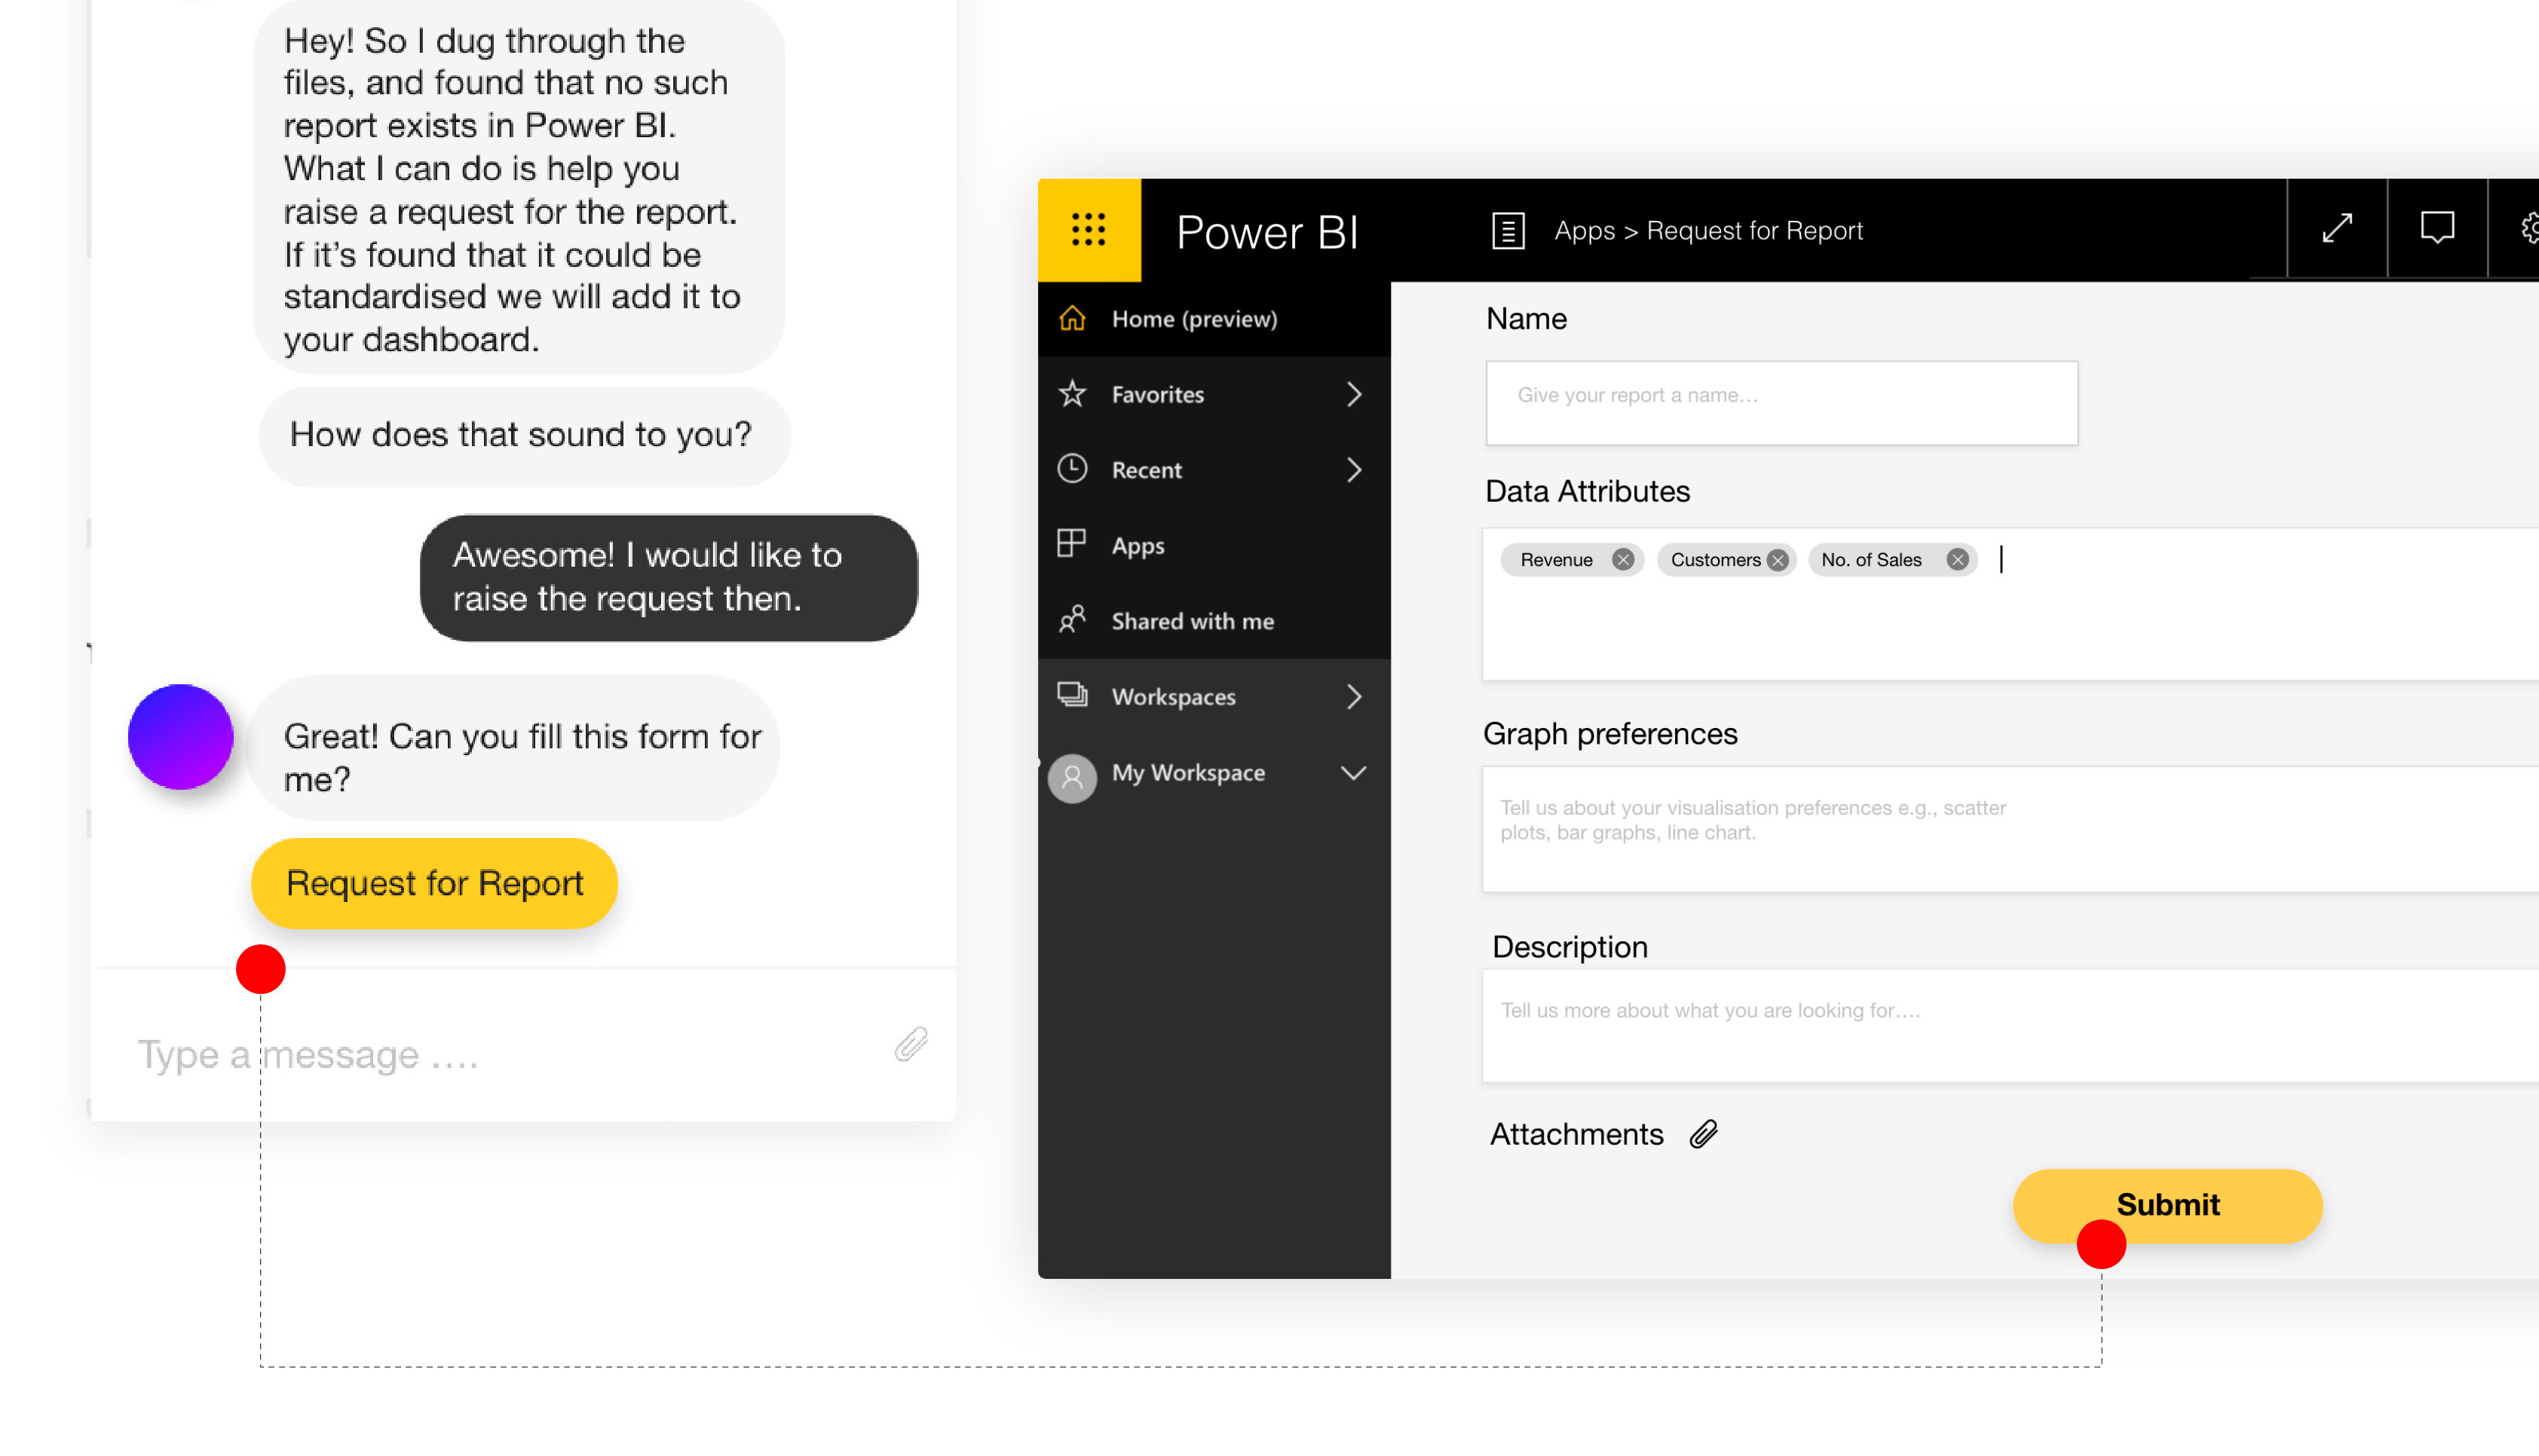 Hey! So I dug through the
files, and found that no such
report exists in Power BI.
What I can do is help you
raise a request for the report.
If it’s found that it could be
standardised we will add it to
your dashboard.
How does that sound to you?
Awesome! I would like to
raise the request then.
Great! Can you fill this form for
me?
Request for Report
Type a message ....
Power BI
Apps > Request for Report
Home (preview)
Favorites
Recent
Apps
Shared with me
Workspaces
My Workspace
Name
Give your report a name...
Data Attributes
Revenue
Customers
No. of Sales
Graph preferences
Tell us about your visualisation preferences e.g., scatter
plots, bar graphs, line chart.
Description
Tell us more about what you are looking for....
Attachments
Submit